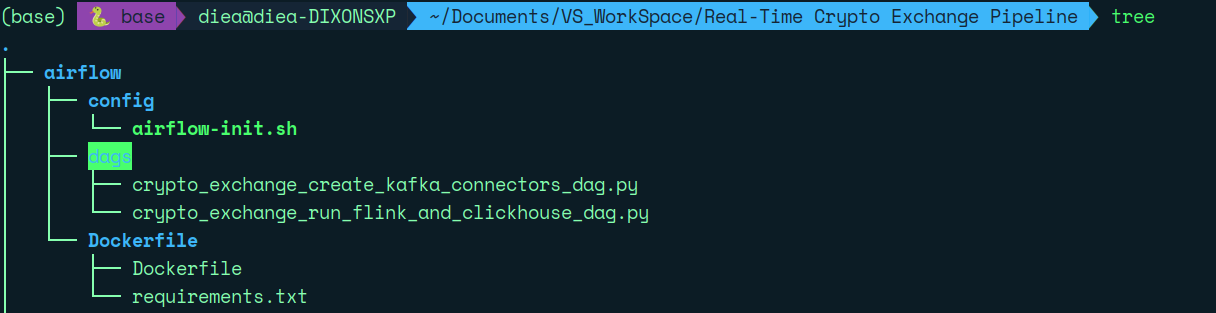 (base) 🐍 base diea@diea-DIXONSXP ~/Documents/VS_WorkSpace/Real-Time Crypto Exchange Pipeline tree
.
├── airflow
│   ├── config
│   │   └── airflow-init.sh
│   ├── dags
│   │   ├── crypto_exchange_create_kafka_connectors_dag.py
│   │   └── crypto_exchange_run_flink_and_clickhouse_dag.py
│   └── Dockerfile
│       ├── Dockerfile
│       └── requirements.txt